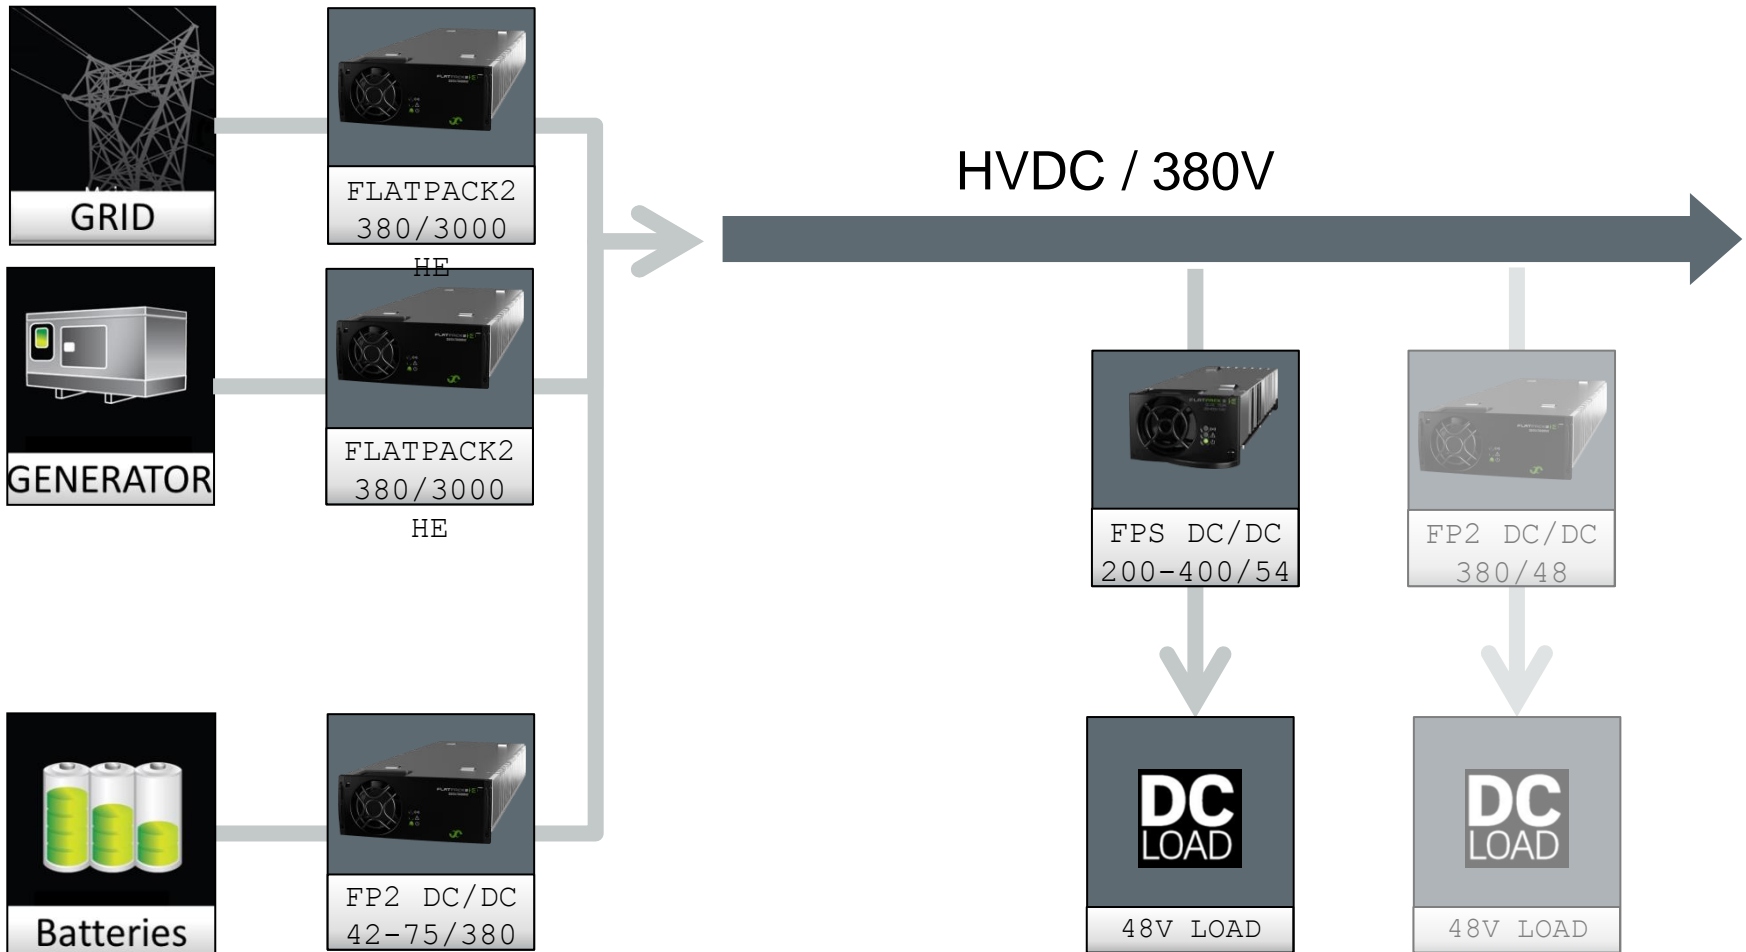 GRID
FLATPACK2
380/3000
HE
HVDC / 380V
GENERATOR
FLATPACK2
380/3000
HE
FPS DC/DC
200-400/54
FP2 DC/DC
380/48
Batteries
FP2 DC/DC
42-75/380
DC
LOAD
48V LOAD
DC
LOAD
48V LOAD